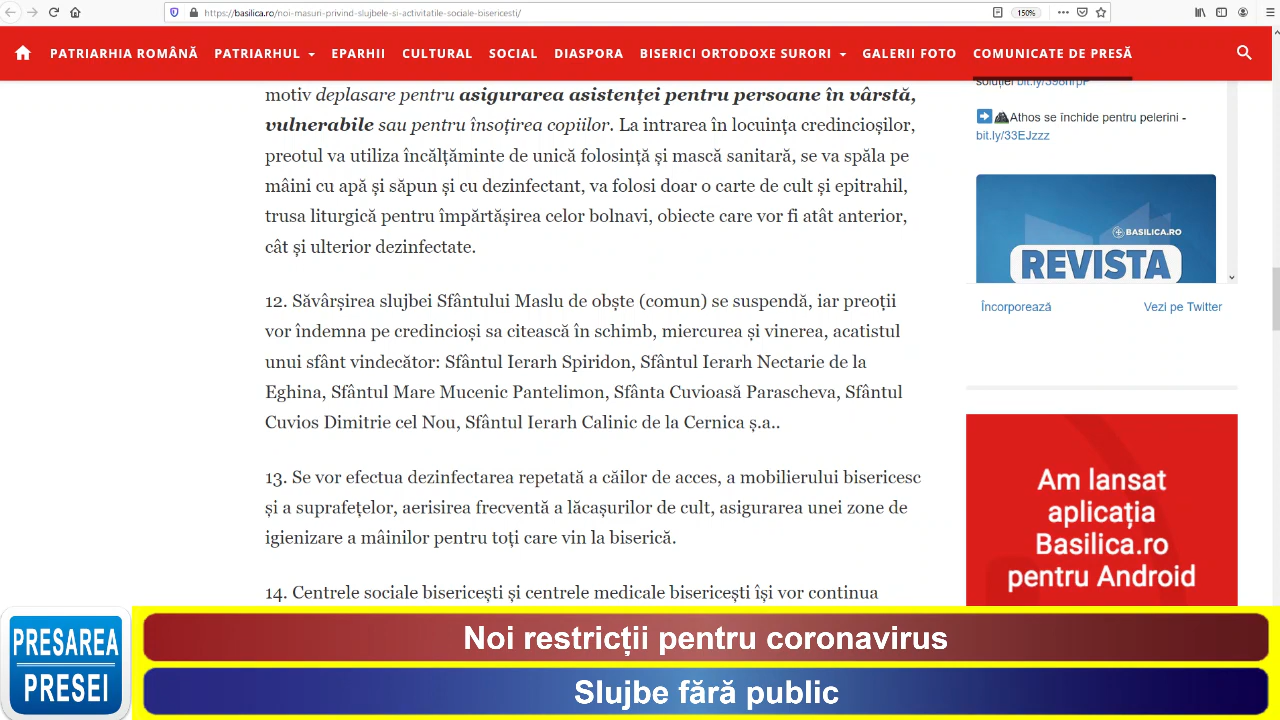 https://basilica.ro/noi-masuri-privind-slujbele-si-activitatile-sociale-bisericesti/
150%
PATRIARHIA ROMÂNĂ PATRIARHUL EPARHII CULTURAL SOCIAL DIASPORA BISERICI ORTODOXE SURORI GALERII FOTO COMUNICATE DE PRESĂ
motiv deplasare pentru asigurarea asistenței pentru persoane în vârstă,
vulnerabile sau pentru însoțirea copiilor. La intrarea în locuința credincioșilor,
preotul va utiliza încălțăminte de unică folosință și mască sanitară, se va spăla pe
mâini cu apă și săpun și cu dezinfectant, va folosi doar o carte de cult și epitrahil,
trusa liturgică pentru împărtășirea celor bolnavi, obiecte care vor fi atât anterior,
cât și ulterior dezinfectate.
12. Săvârșirea slujbei Sfântului Maslu de obște (comun) se suspendă, iar preoții
vor îndemna pe credincioși sa citească în schimb, miercurea și vinerea, acatistul
unui sfânt vindecător: Sfântul Ierarh Spiridon, Sfântul Ierarh Nectarie de la
Eghina, Sfântul Mare Mucenic Pantelimon, Sfânta Cuvioasă Parascheva, Sfântul
Cuvios Dimitrie cel Nou, Sfântul Ierarh Calinic de la Cernica ș.a..
13. Se vor efectua dezinfectarea repetată a căilor de acces, a mobilierului bisericesc
și a suprafețelor, aerisirea frecventă a lăcașurilor de cult, asigurarea unei zone de
igienizare a mâinilor pentru toți care vin la biserică.
14. Centrele sociale bisericești și centrele medicale bisericești își vor continua
soluției bit.ly/398hrpP
Athos se închide pentru pelerini -
bit.ly/33EJzzz
BASILICA.RO
REVISTA
Încorporează Vezi pe Twitter
Am lansat
aplicația
Basilica.ro
pentru Android
PRESAREA
PRESEI
Noi restricții pentru coronavirus
Slujbe fără public